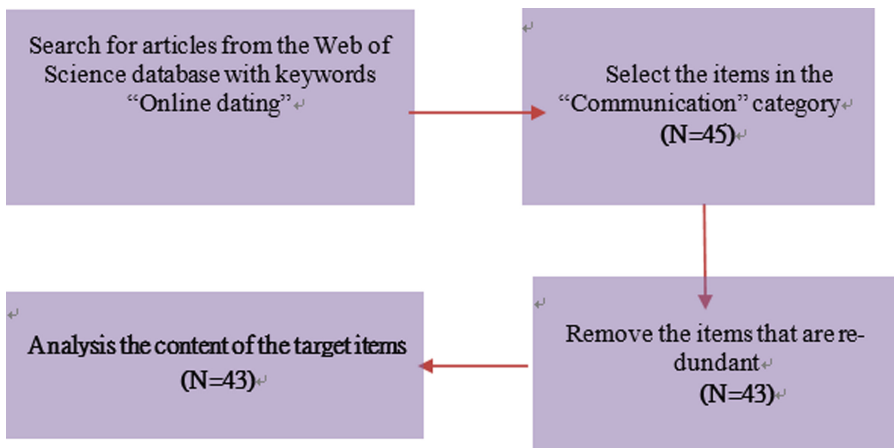 Search for articles from the Web of
Science database with keywords
“Online dating”↵
↵
Select the items in the
“Communication” category↵
(N=45)↵
↵
Remove the items that are re-
dundant↵
(N=43)↵
↵
Analysis the content of the target items
(N=43)↵